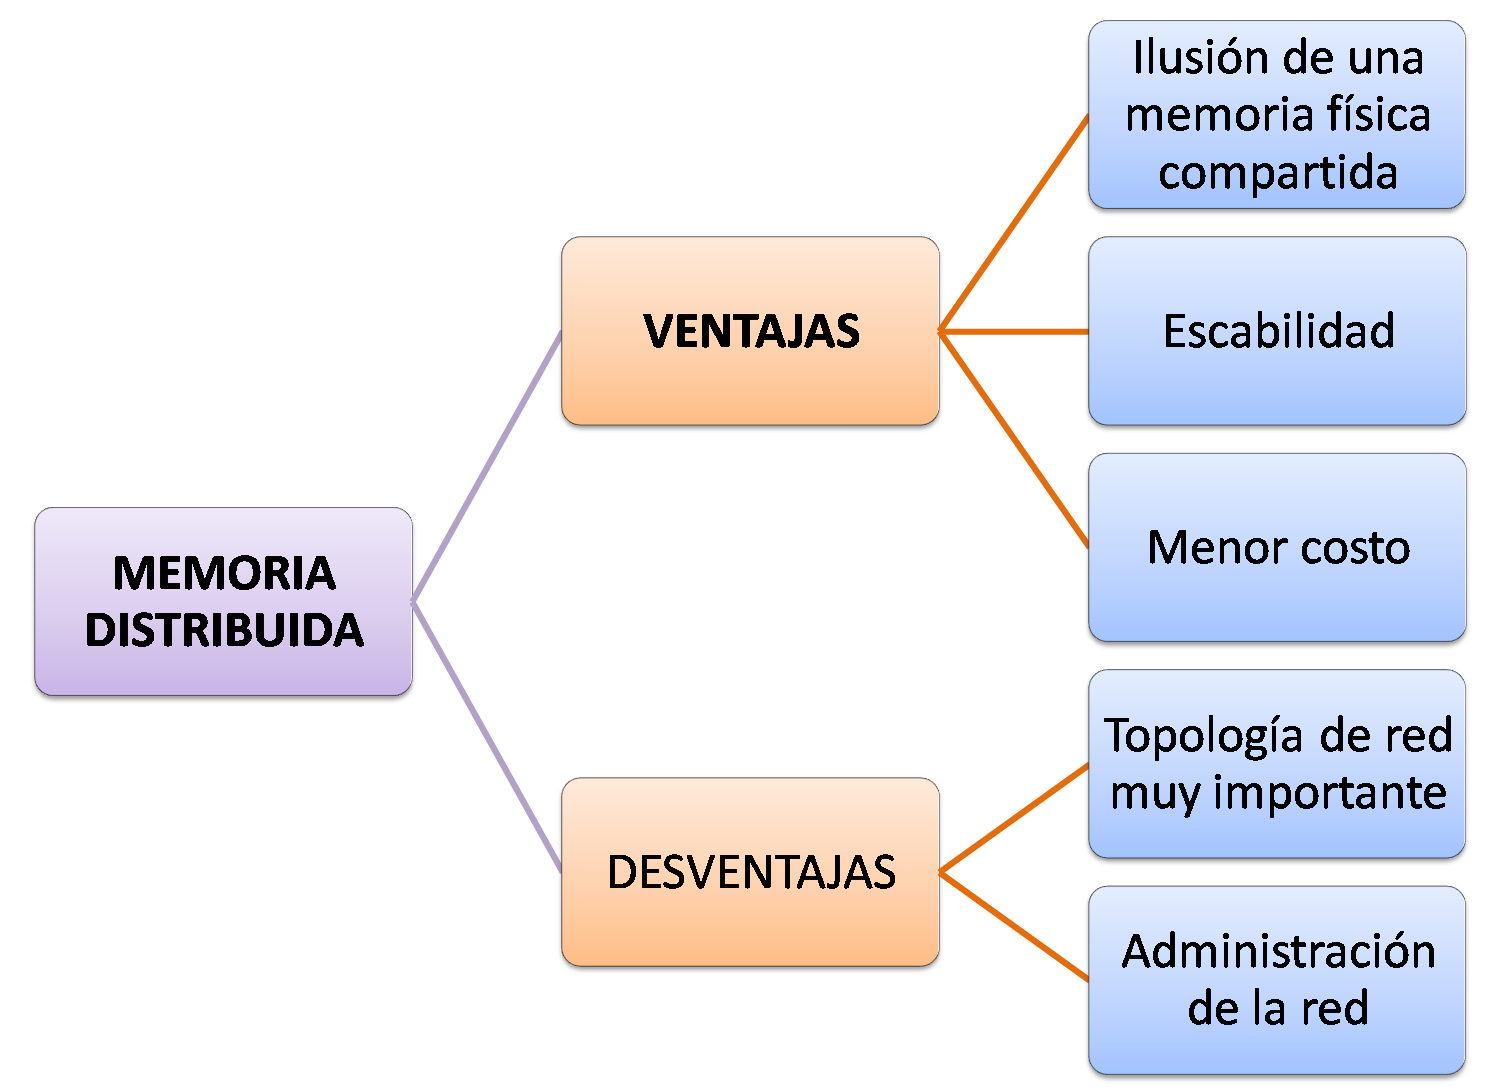 MEMORIA
DISTRIBUIDA
VENTAJAS
Ilusión de una
memoria física
compartida
Escabilidad
Menor costo
DESVENTAJAS
Topología de red
muy importante
Administración
de la red